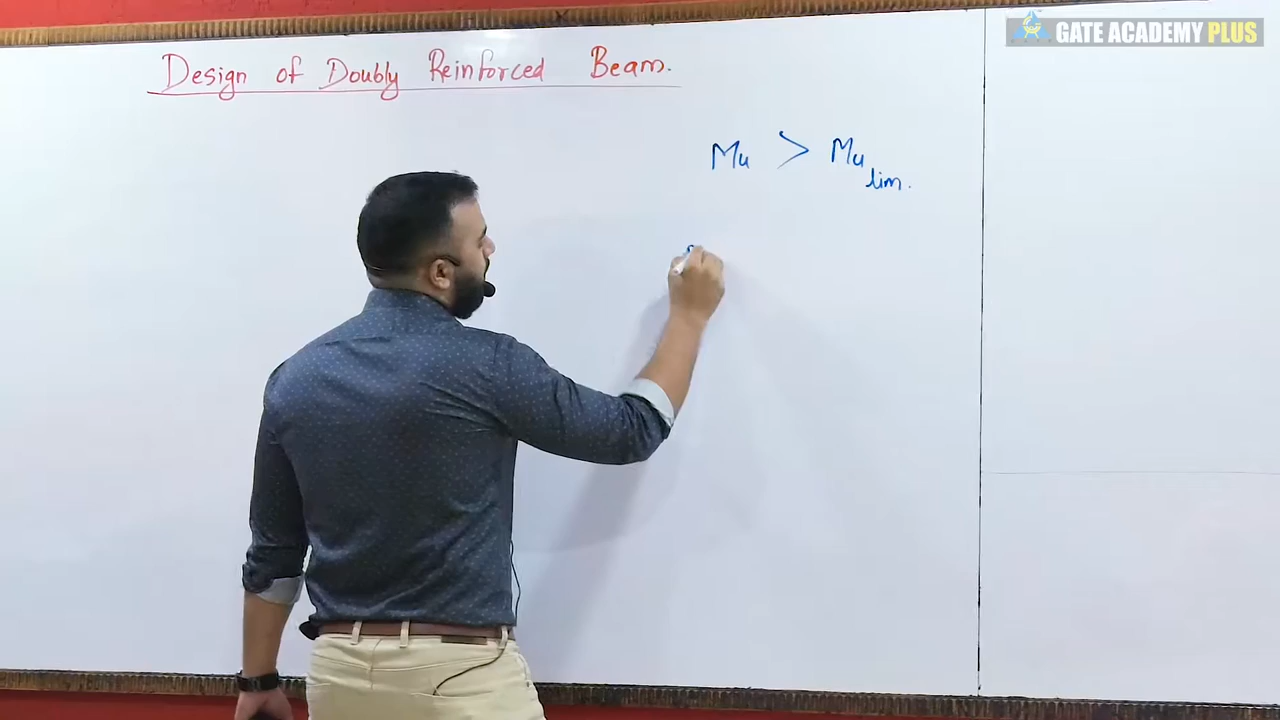 GATE ACADEMY PLUS
Design of Doubly Reinforced Beam.
Mu > Mu lim.